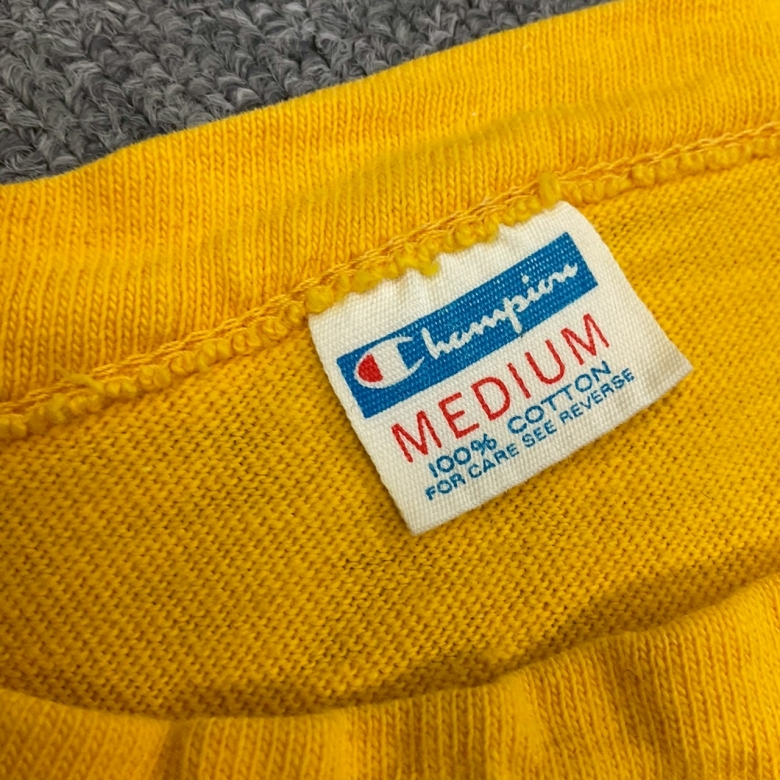 Champion
MEDIUM
100% COTTON
FOR CARE SEE REVERSE